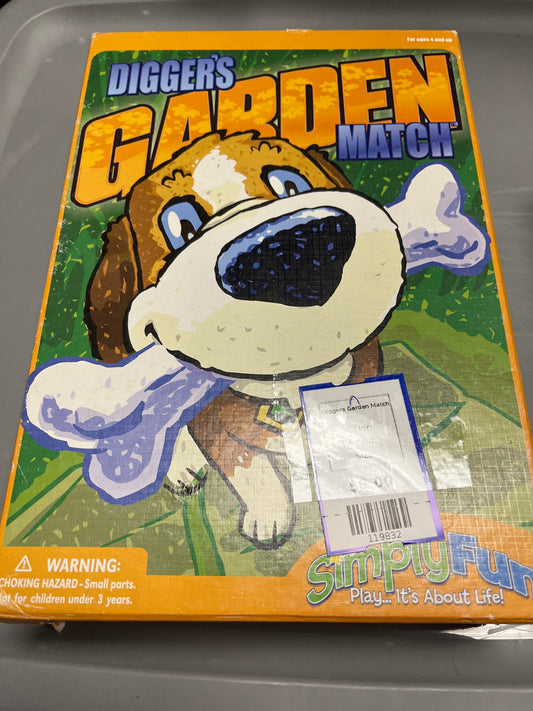 For ages 4 and up
DIGGER'S
GARDEN
MATCH
Diggers Garden Match
119832
SimplyFun
Play... It's About Life!
WARNING:
CHOKING HAZARD - Small parts.
Not for children under 3 years.